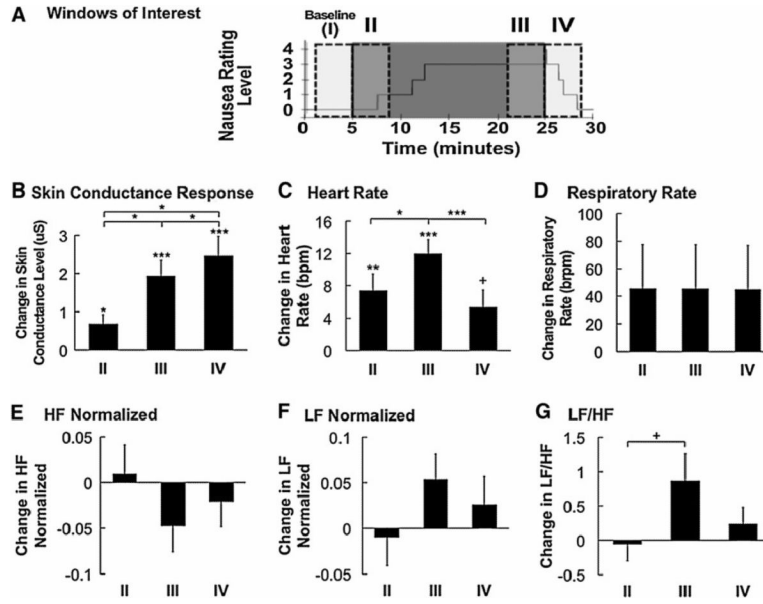 A Windows of Interest
Baseline
(I) II III IV
Nausea Rating
Level
4
3
2
1
0
0 5 10 15 20 25 30
Time (minutes)
B Skin Conductance Response
Change in Skin
Conductance Level (uS)
3
2
1
0
*
* *
* *** ***
II III IV
C Heart Rate
Change in Heart
Rate (bpm)
16
12
8
4
0
* ***
** *** +
II III IV
D Respiratory Rate
Change in Respiratory
Rate (brpm)
100
80
60
40
20
0
II III IV
E HF Normalized
Change in HF
Normalized
0.05
0
-0.05
-0.1
II III IV
F LF Normalized
Change in LF
Normalized
0.1
0.05
0
-0.05
II III IV
G LF/HF
Change in LF/HF
1.5
1
0.5
0
-0.5
+
II III IV